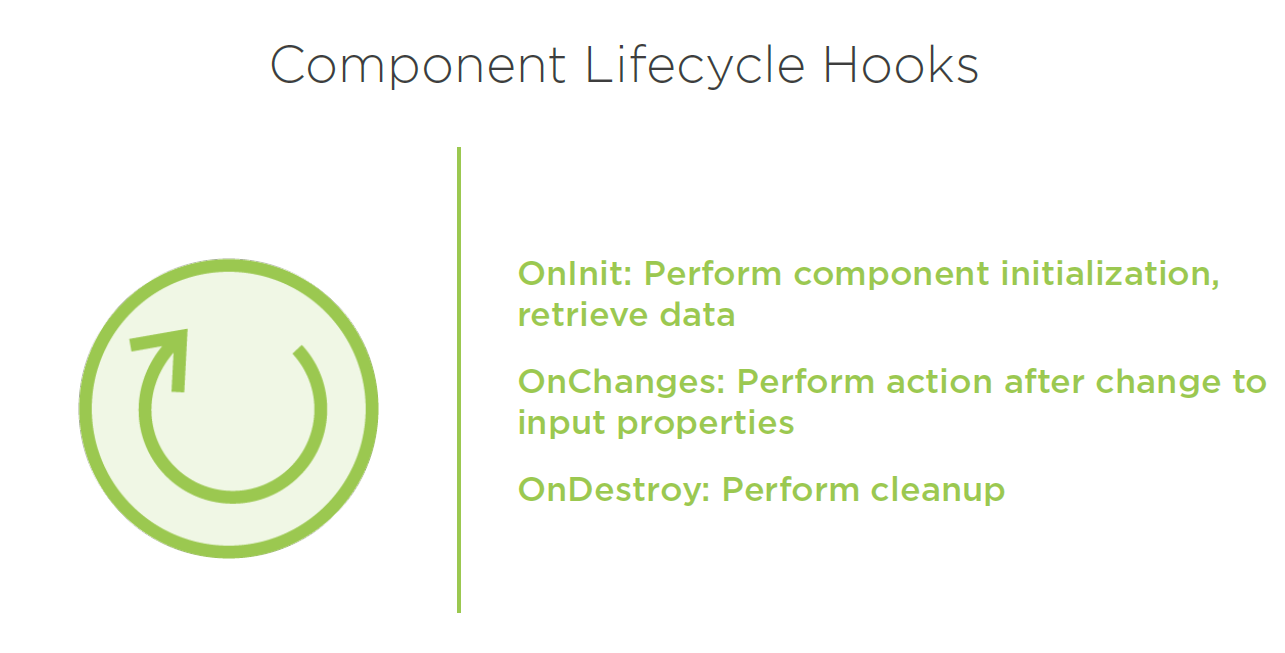 Component Lifecycle Hooks
OnInit: Perform component initialization,
retrieve data
OnChanges: Perform action after change to
input properties
OnDestroy: Perform cleanup